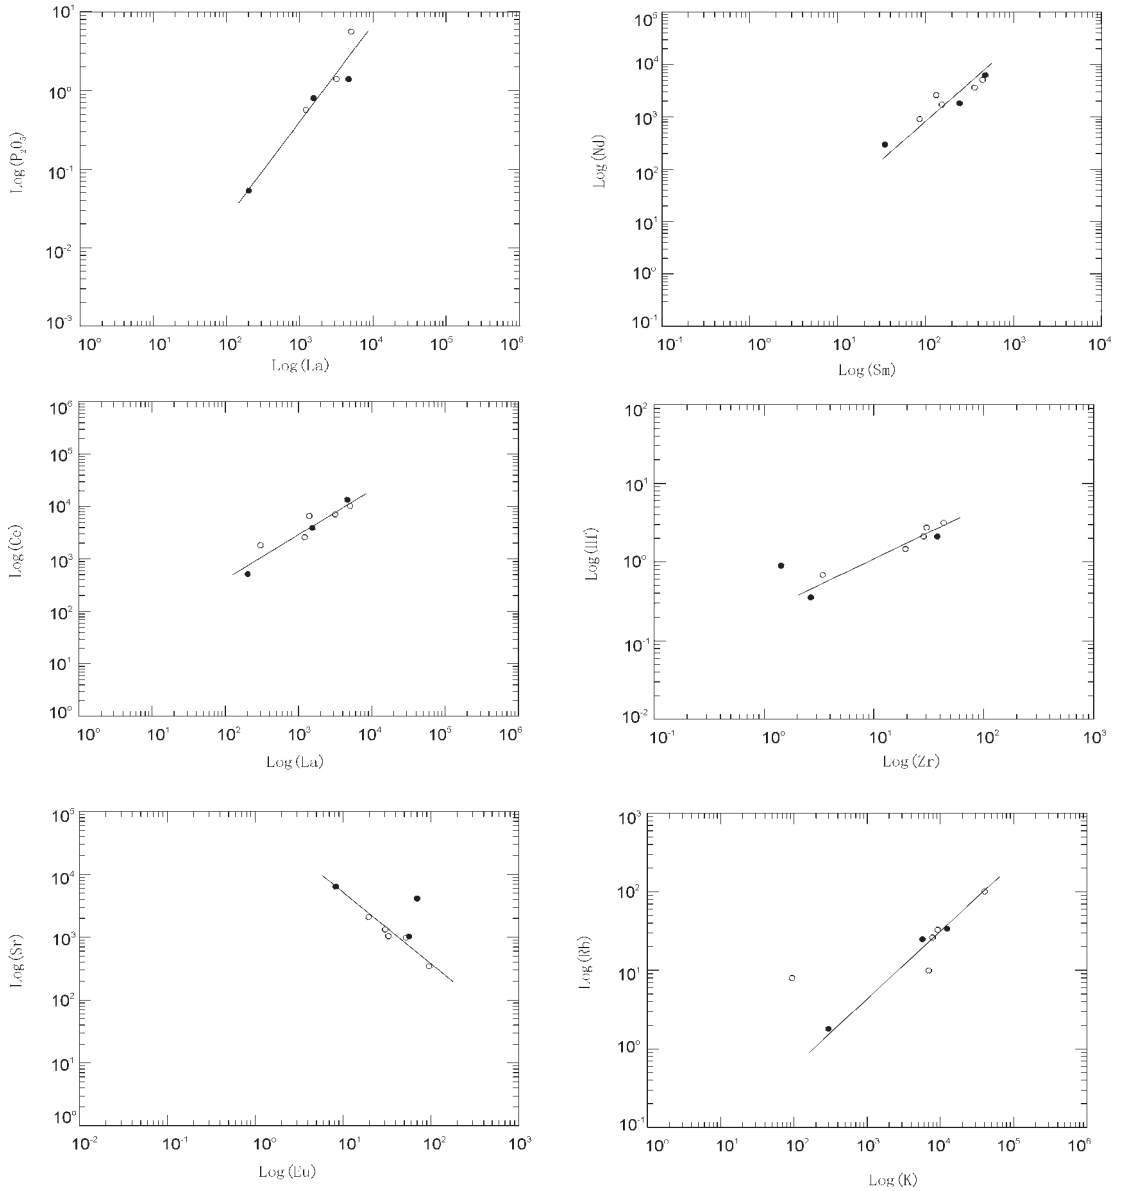 10¹
10⁰
10⁻¹
10⁻²
10⁻³
Log(P₂O₅)
10⁰ 10¹ 10² 10³ 10⁴ 10⁵ 10⁶
Log(La)
10⁵
10⁴
10³
10²
10¹
10⁰
10⁻¹
Log(Nd)
10⁻¹ 10⁰ 10¹ 10² 10³ 10⁴
Log(Sm)
10⁶
10⁵
10⁴
10³
10²
10¹
10⁰
Log(Ce)
10⁰ 10¹ 10² 10³ 10⁴ 10⁵ 10⁶
Log(La)
10²
10¹
10⁰
10⁻¹
10⁻²
Log(Hf)
10⁻¹ 10⁰ 10¹ 10² 10³
Log(Zr)
10⁵
10⁴
10³
10²
10¹
10⁰
Log(Sr)
10⁻² 10⁻¹ 10⁰ 10¹ 10² 10³
Log(Eu)
10³
10²
10¹
10⁰
10⁻¹
Log(Rb)
10⁰ 10¹ 10² 10³ 10⁴ 10⁵ 10⁶
Log(K)